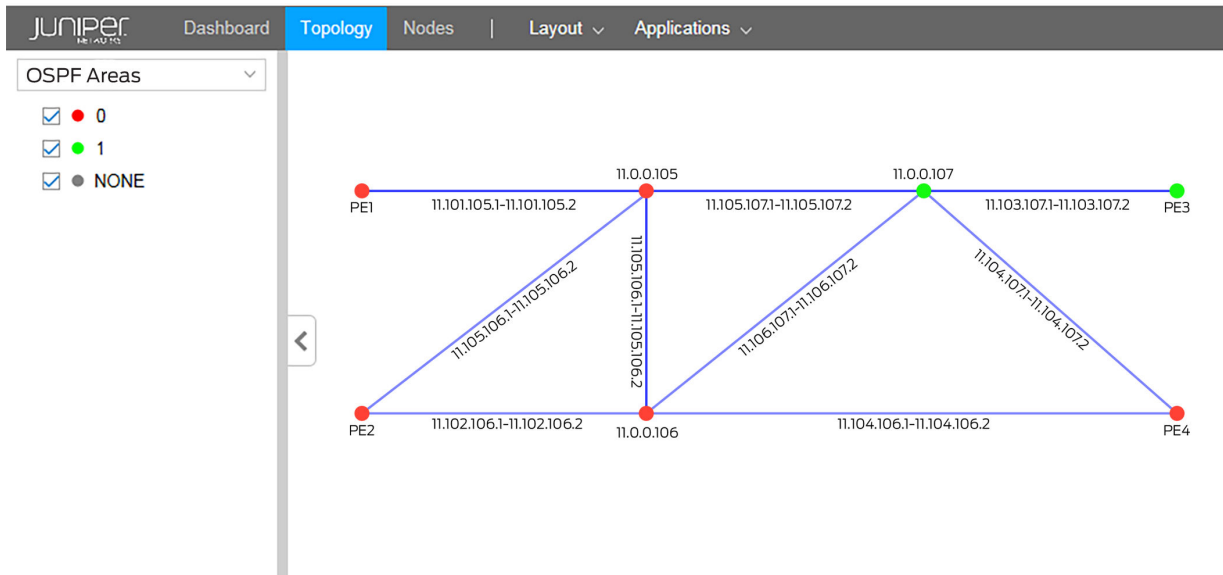 JUNIPER
NETWORKS
Dashboard Topology Nodes | Layout Applications
OSPF Areas
0
1
NONE
11.0.0.105
11.0.0.107
PE1
11.101.105.1-11.101.105.2
11.105.107.1-11.105.107.2
11.103.107.1-11.103.107.2
PE3
11.105.106.1-11.105.106.2
11.105.106.1-11.105.106.2
11.106.107.1-11.106.107.2
11.104.107.1-11.104.107.2
PE2
11.102.106.1-11.102.106.2
11.0.0.106
11.104.106.1-11.104.106.2
PE4